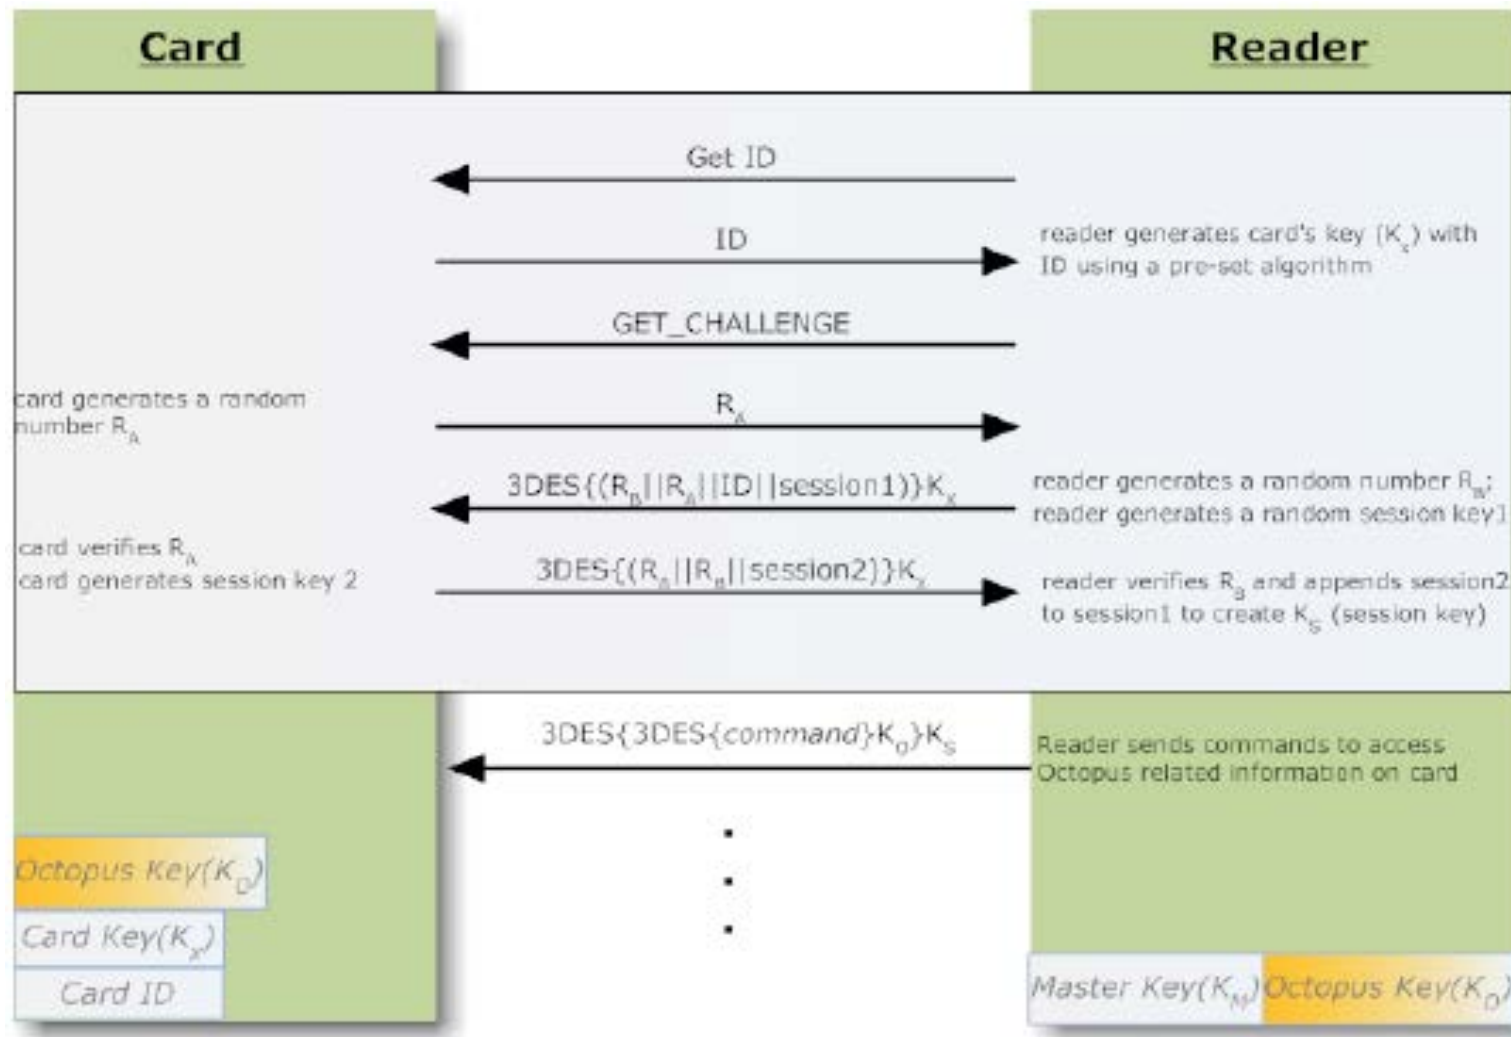 Card
Reader
Get ID
ID
reader generates card's key (Kx) with
ID using a pre-set algorithm
GET_CHALLENGE
card generates a random
number RA
RA
3DES{(RB||RA||ID||session1)}KX
reader generates a random number RB;
reader generates a random session key1
card verifies RA
card generates session key 2
3DES{(RA||RB||session2)}KX
reader verifies RB and appends session2
to session1 to create KS (session key)
3DES{3DES{command}KO}KS
Reader sends commands to access
Octopus related information on card
Octopus Key(KO)
Card Key(KX)
Card ID
Master Key(KM)
Octopus Key(KO)